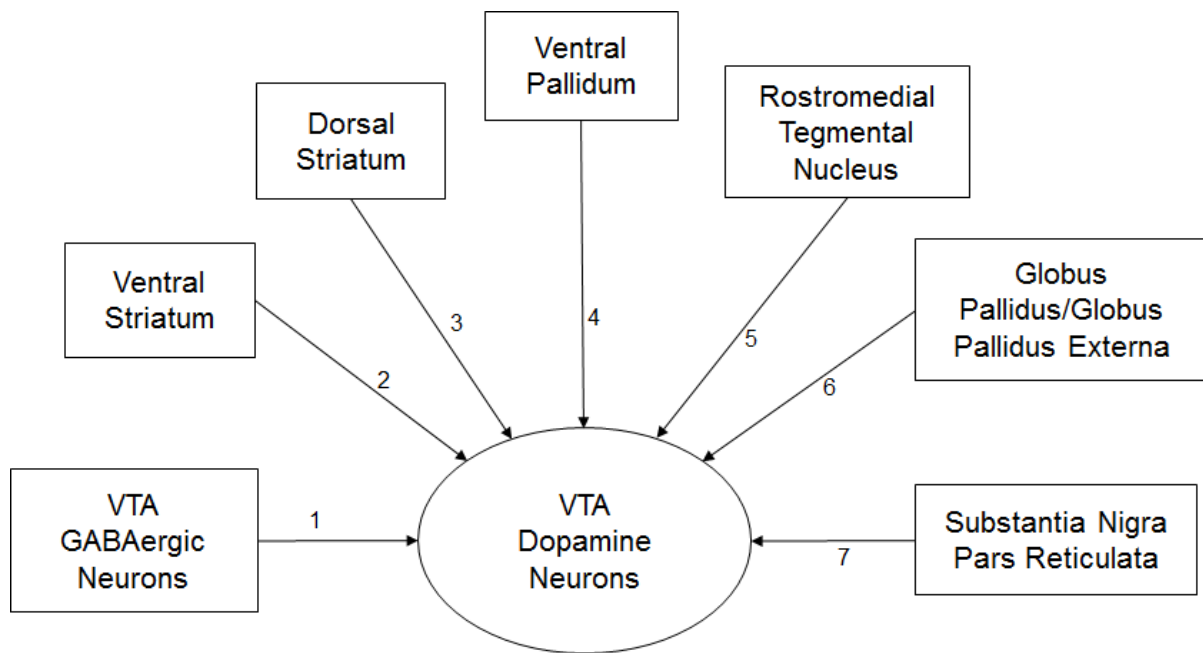 Ventral
Pallidum
Dorsal
Striatum
Rostromedial
Tegmental
Nucleus
Ventral
Striatum
Globus
Pallidus/Globus
Pallidus Externa
3
4
5
2
6
VTA
GABAergic
Neurons
1
VTA
Dopamine
Neurons
7
Substantia Nigra
Pars Reticulata